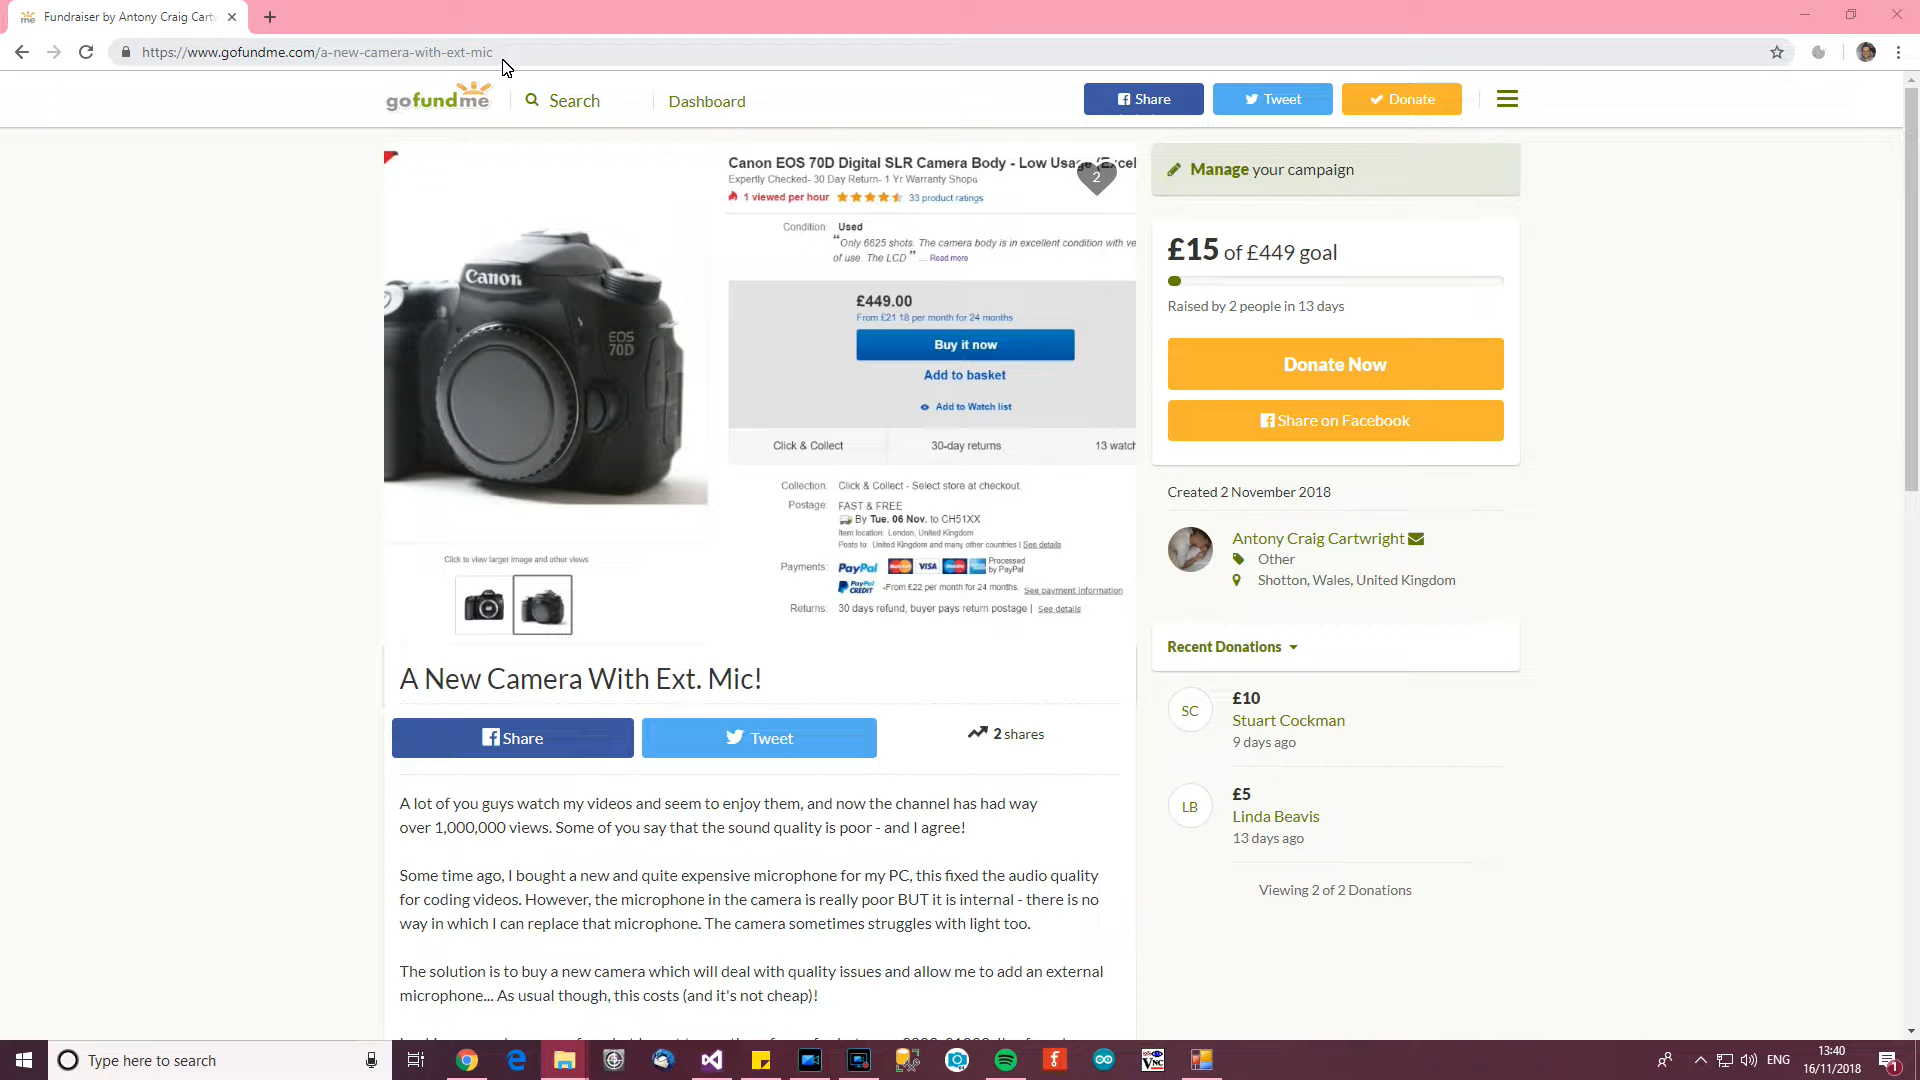 Fundraiser by Antony Craig Cartw
https://www.gofundme.com/a-new-camera-with-ext-mic
gofundme
Search
Dashboard
Share
Tweet
Donate
Canon EOS 70D Digital SLR Camera Body - Low Usage (Excel
Expertly Checked- 30 Day Return- 1 Yr Warranty Shops
2
1 viewed per hour
33 product ratings
Condition: Used
“Only 6625 shots. The camera body is in excellent condition with ve
of use. The LCD ” ... Read more
Canon
EOS
70D
£449.00
From £21 18 per month for 24 months
Buy it now
Add to basket
Add to Watch list
Click & Collect
30-day returns
13 watch
Collection: Click & Collect - Select store at checkout.
Postage: FAST & FREE
By Tue. 06 Nov. to CH51XX
Item location: London, United Kingdom
Posts to: United Kingdom and many other countries | See details
Payments: PayPal VISA Processed
by PayPal
PayPal
CREDIT
-From £22 per month for 24 months. See payment information
Returns: 30 days refund, buyer pays return postage | See details
Click to view larger image and other views
Manage your campaign
£15 of £449 goal
Raised by 2 people in 13 days
Donate Now
Share on Facebook
Created 2 November 2018
Antony Craig Cartwright
Other
Shotton, Wales, United Kingdom
Recent Donations
SC
£10
Stuart Cockman
9 days ago
LB
£5
Linda Beavis
13 days ago
Viewing 2 of 2 Donations
A New Camera With Ext. Mic!
Share
Tweet
2 shares
A lot of you guys watch my videos and seem to enjoy them, and now the channel has had way
over 1,000,000 views. Some of you say that the sound quality is poor - and I agree!
Some time ago, I bought a new and quite expensive microphone for my PC, this fixed the audio quality
for coding videos. However, the microphone in the camera is really poor BUT it is internal - there is no
way in which I can replace that microphone. The camera sometimes struggles with light too.
The solution is to buy a new camera which will deal with quality issues and allow me to add an external
microphone... As usual though, this costs (and it's not cheap)!
Type here to search
ENG
13:40
16/11/2018
1